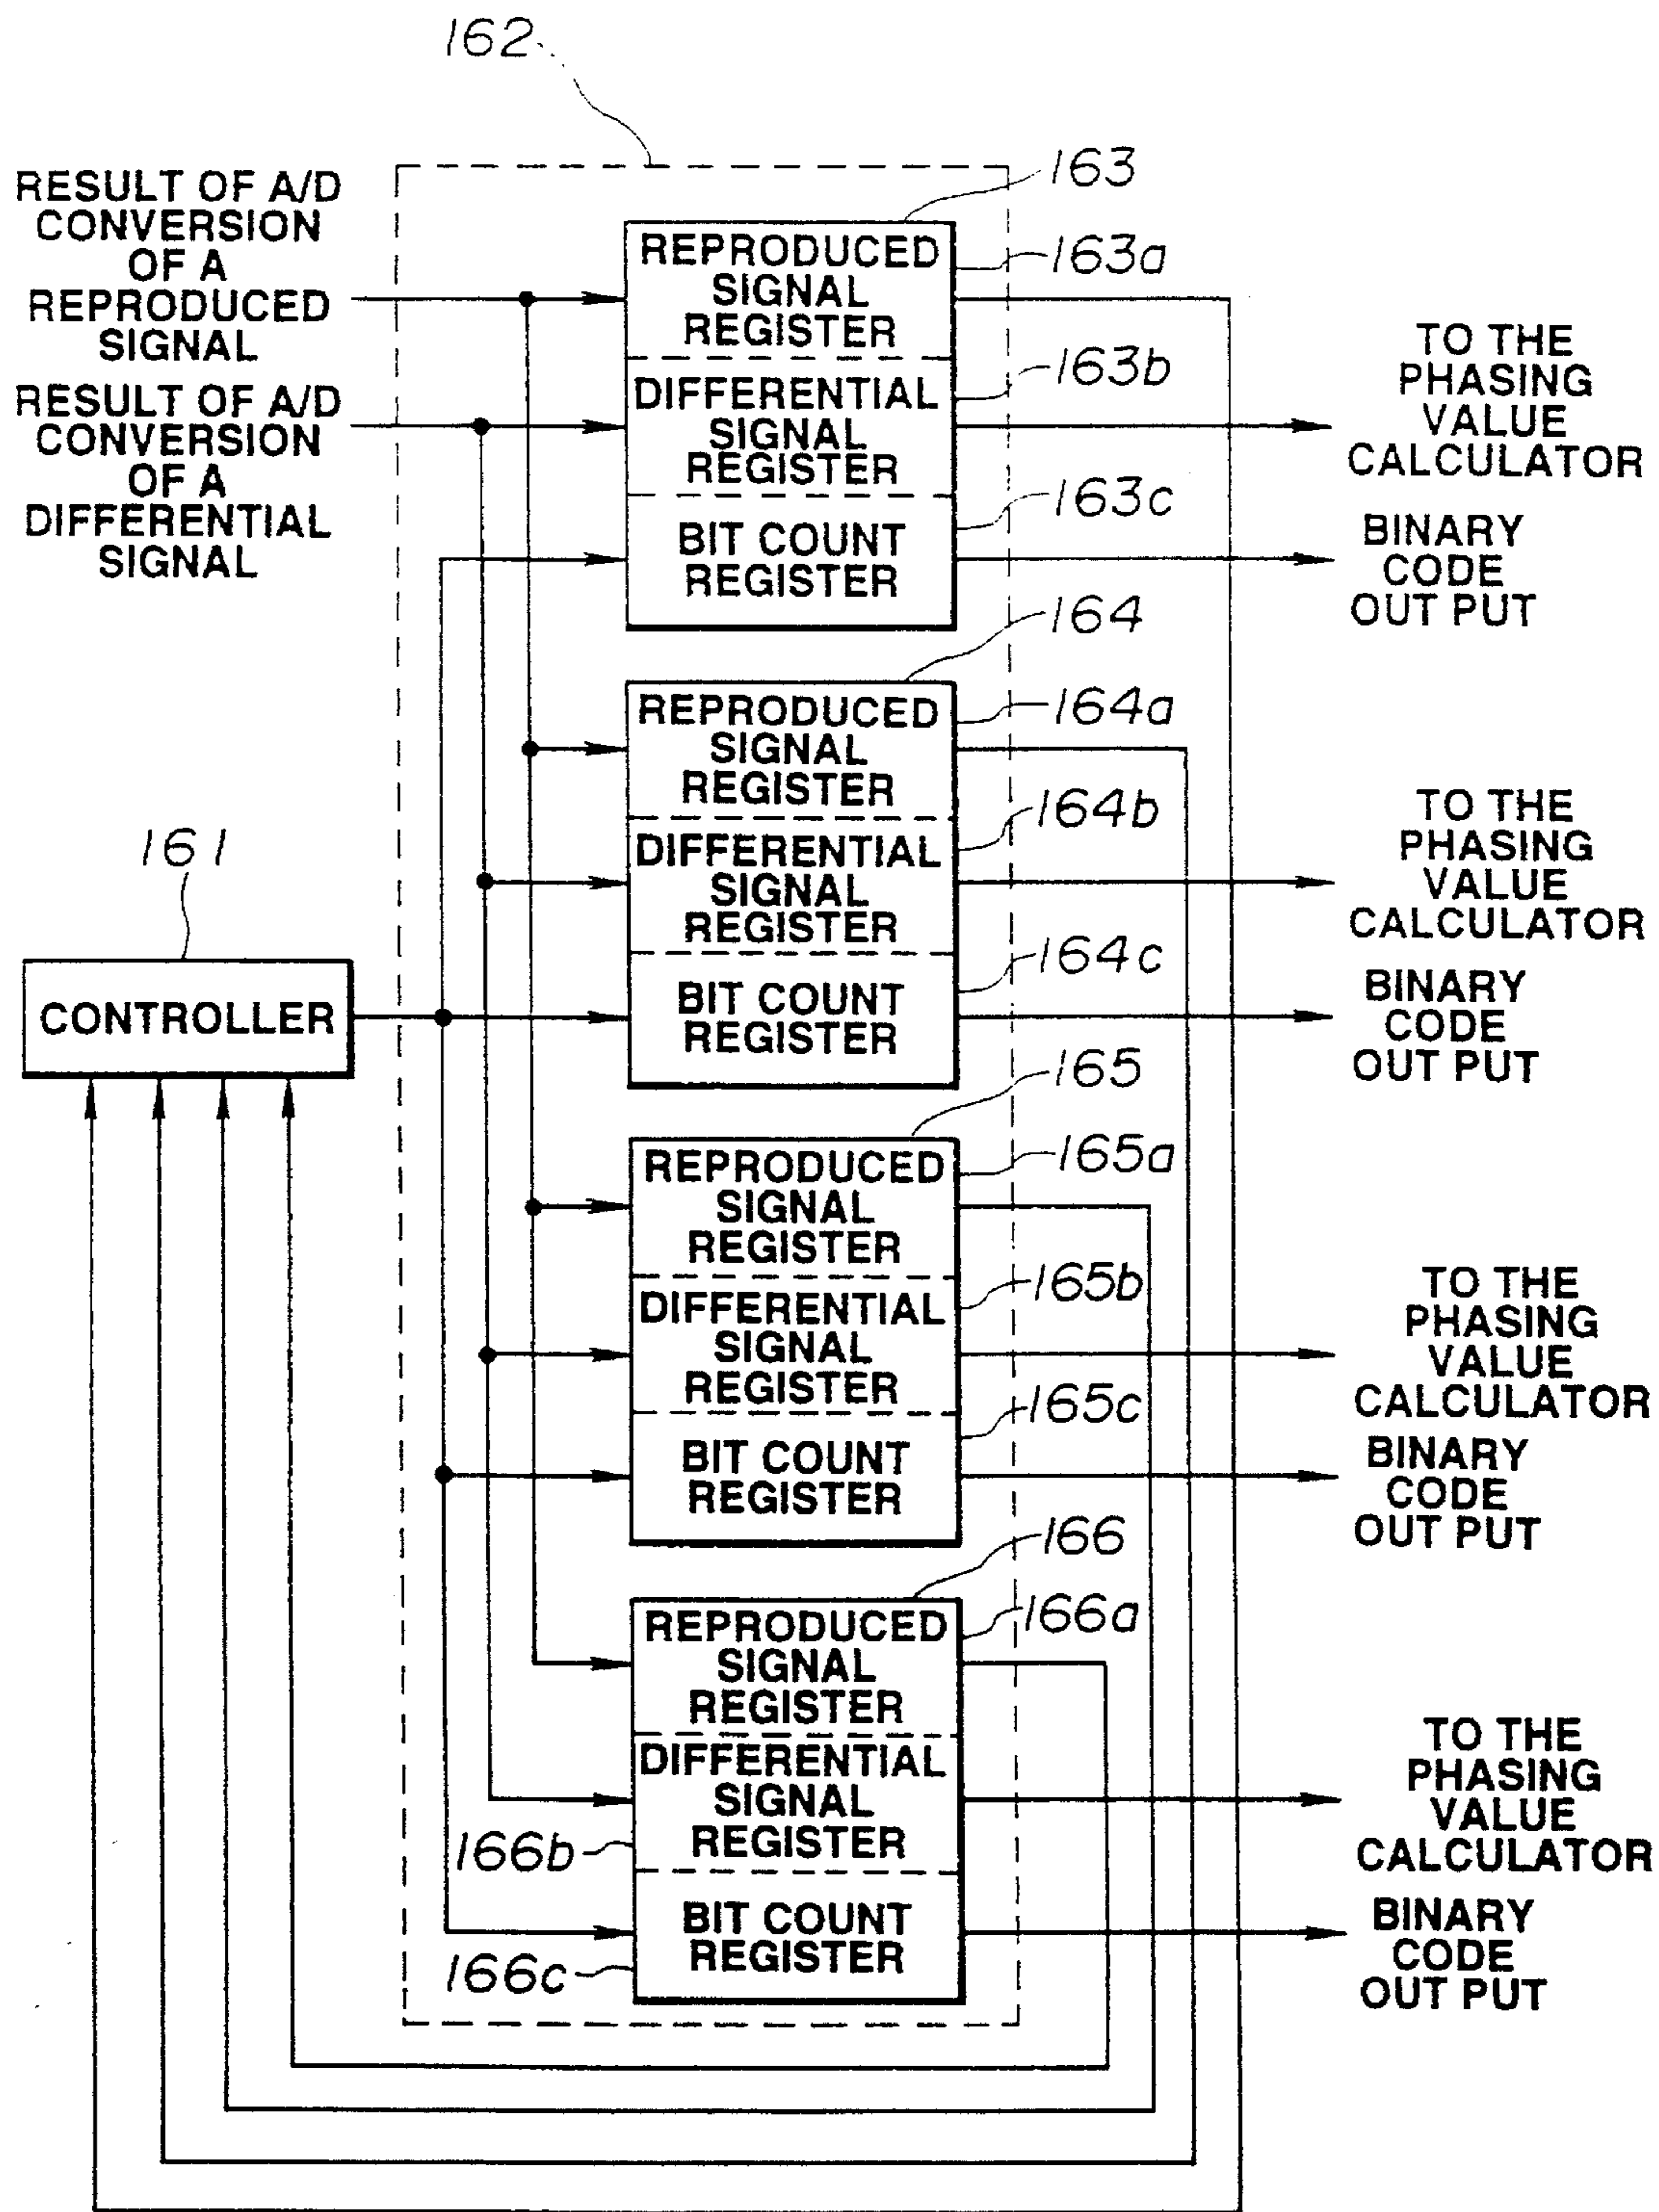 162
RESULT OF A/D
CONVERSION
OF A
REPRODUCED
SIGNAL
RESULT OF A/D
CONVERSION
OF A
DIFFERENTIAL
SIGNAL
163
REPRODUCED
SIGNAL
REGISTER
163a
DIFFERENTIAL
SIGNAL
REGISTER
163b
BIT COUNT
REGISTER
163c
TO THE
PHASING
VALUE
CALCULATOR
BINARY
CODE
OUT PUT
164
REPRODUCED
SIGNAL
REGISTER
164a
DIFFERENTIAL
SIGNAL
REGISTER
164b
BIT COUNT
REGISTER
164c
TO THE
PHASING
VALUE
CALCULATOR
BINARY
CODE
OUT PUT
161
CONTROLLER
165
REPRODUCED
SIGNAL
REGISTER
165a
DIFFERENTIAL
SIGNAL
REGISTER
165b
BIT COUNT
REGISTER
165c
TO THE
PHASING
VALUE
CALCULATOR
BINARY
CODE
OUT PUT
166
REPRODUCED
SIGNAL
REGISTER
166a
DIFFERENTIAL
SIGNAL
REGISTER
166b
BIT COUNT
REGISTER
166c
TO THE
PHASING
VALUE
CALCULATOR
BINARY
CODE
OUT PUT